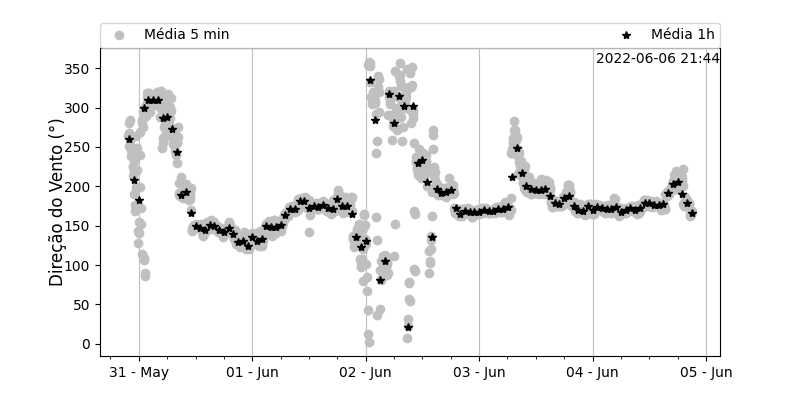 Média 5 min
Média 1h
2022-06-06 21:44
Direção do Vento (°)
350
300
250
200
150
100
50
0
31 - May
01 - Jun
02 - Jun
03 - Jun
04 - Jun
05 - Jun